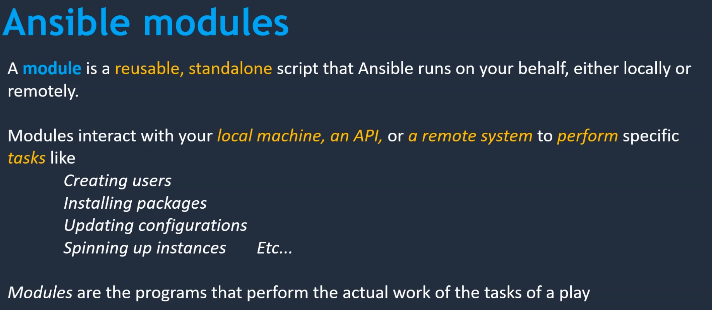 Ansible modules
A module is a reusable, standalone script that Ansible runs on your behalf, either locally or
remotely.
Modules interact with your local machine, an API, or a remote system to perform specific
tasks like
Creating users
Installing packages
Updating configurations
Spinning up instances Etc...
Modules are the programs that perform the actual work of the tasks of a play